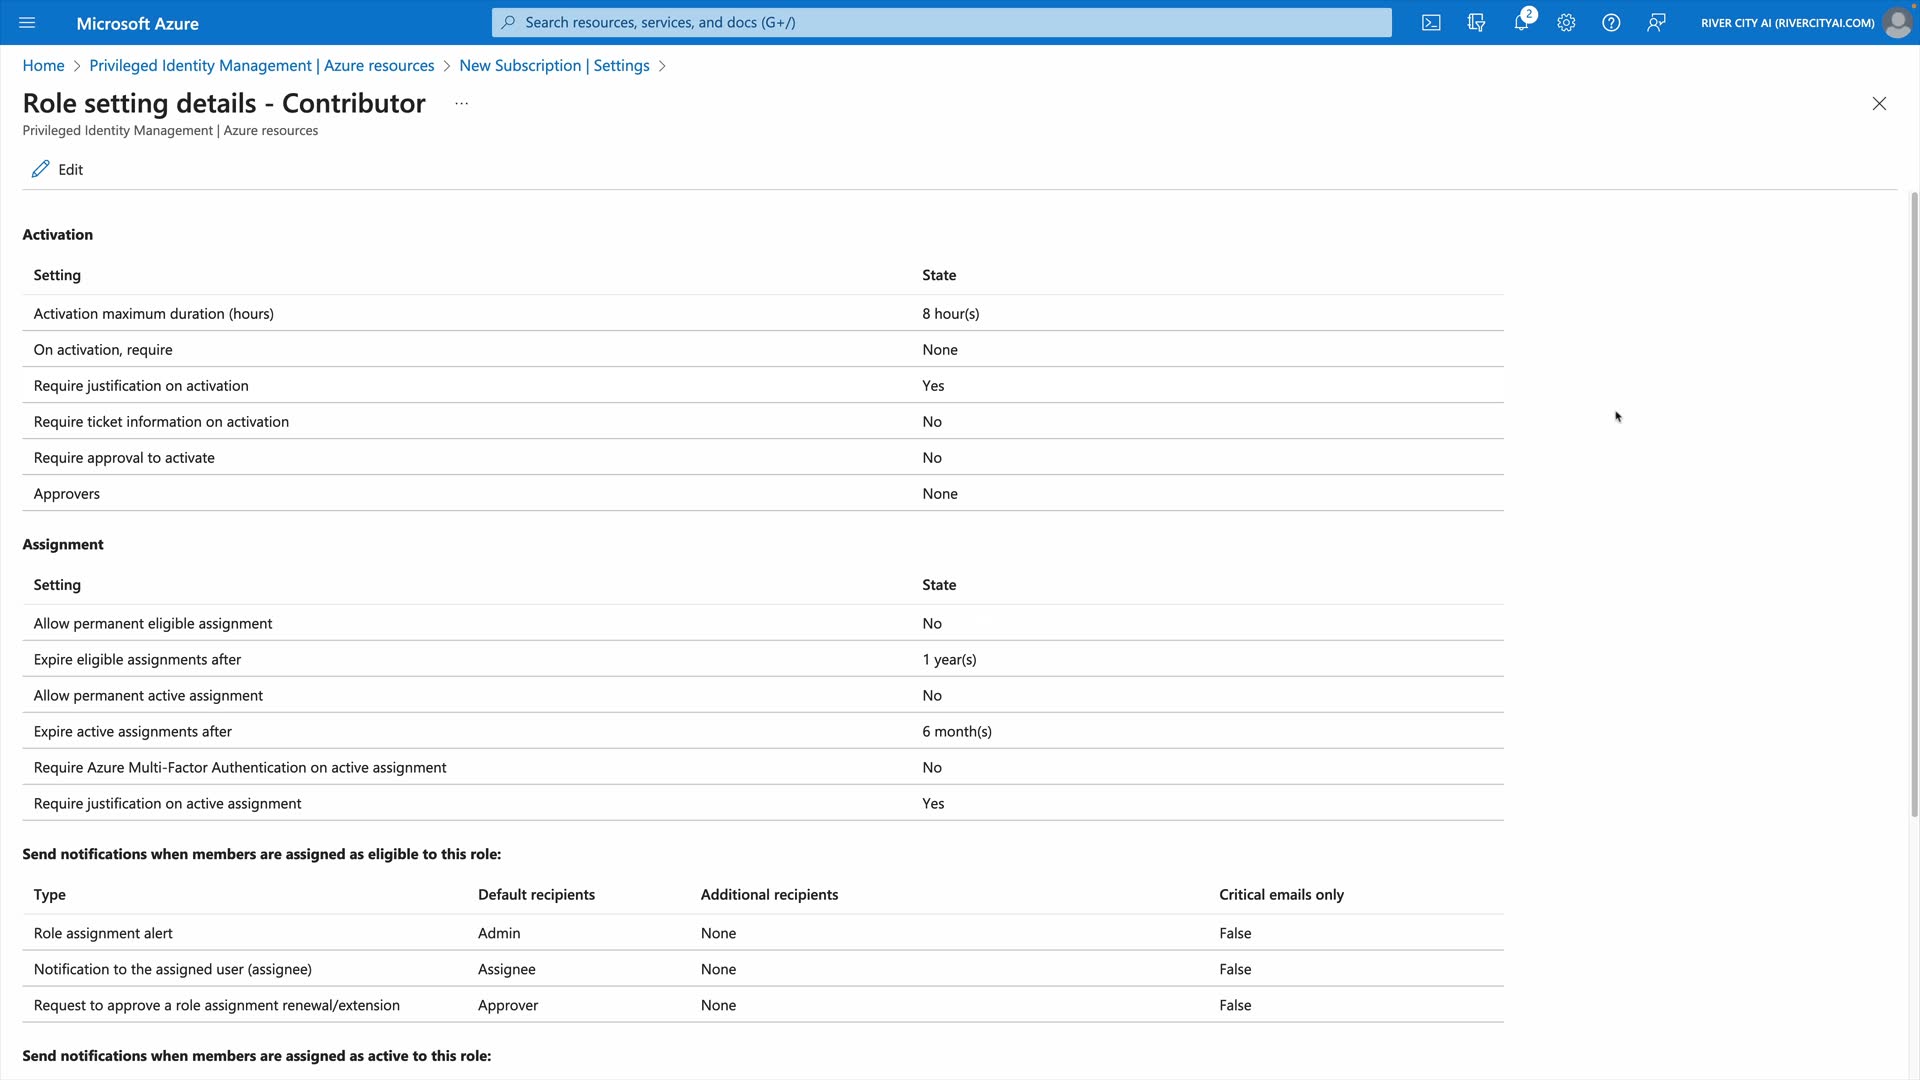 Microsoft Azure
Search resources, services, and docs (G+/)
2
RIVER CITY AI (RIVERCITYAI.COM)
Home > Privileged Identity Management | Azure resources > New Subscription | Settings >
Role setting details - Contributor ...
Privileged Identity Management | Azure resources
Edit
Activation
Setting State
Activation maximum duration (hours) 8 hour(s)
On activation, require None
Require justification on activation Yes
Require ticket information on activation No
Require approval to activate No
Approvers None
Assignment
Setting State
Allow permanent eligible assignment No
Expire eligible assignments after 1 year(s)
Allow permanent active assignment No
Expire active assignments after 6 month(s)
Require Azure Multi-Factor Authentication on active assignment No
Require justification on active assignment Yes
Send notifications when members are assigned as eligible to this role:
Type Default recipients Additional recipients Critical emails only
Role assignment alert Admin None False
Notification to the assigned user (assignee) Assignee None False
Request to approve a role assignment renewal/extension Approver None False
Send notifications when members are assigned as active to this role: